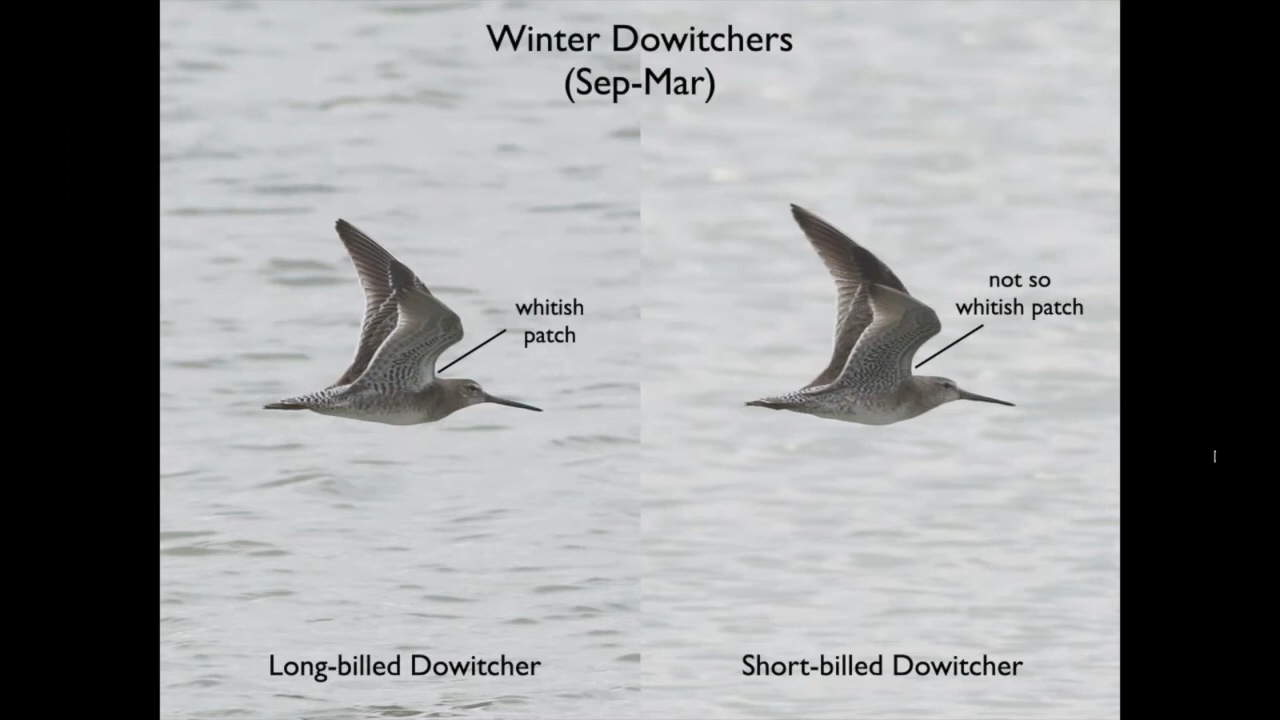 Winter Dowitchers
(Sep-Mar)
whitish
patch
not so
whitish patch
Long-billed Dowitcher
Short-billed Dowitcher